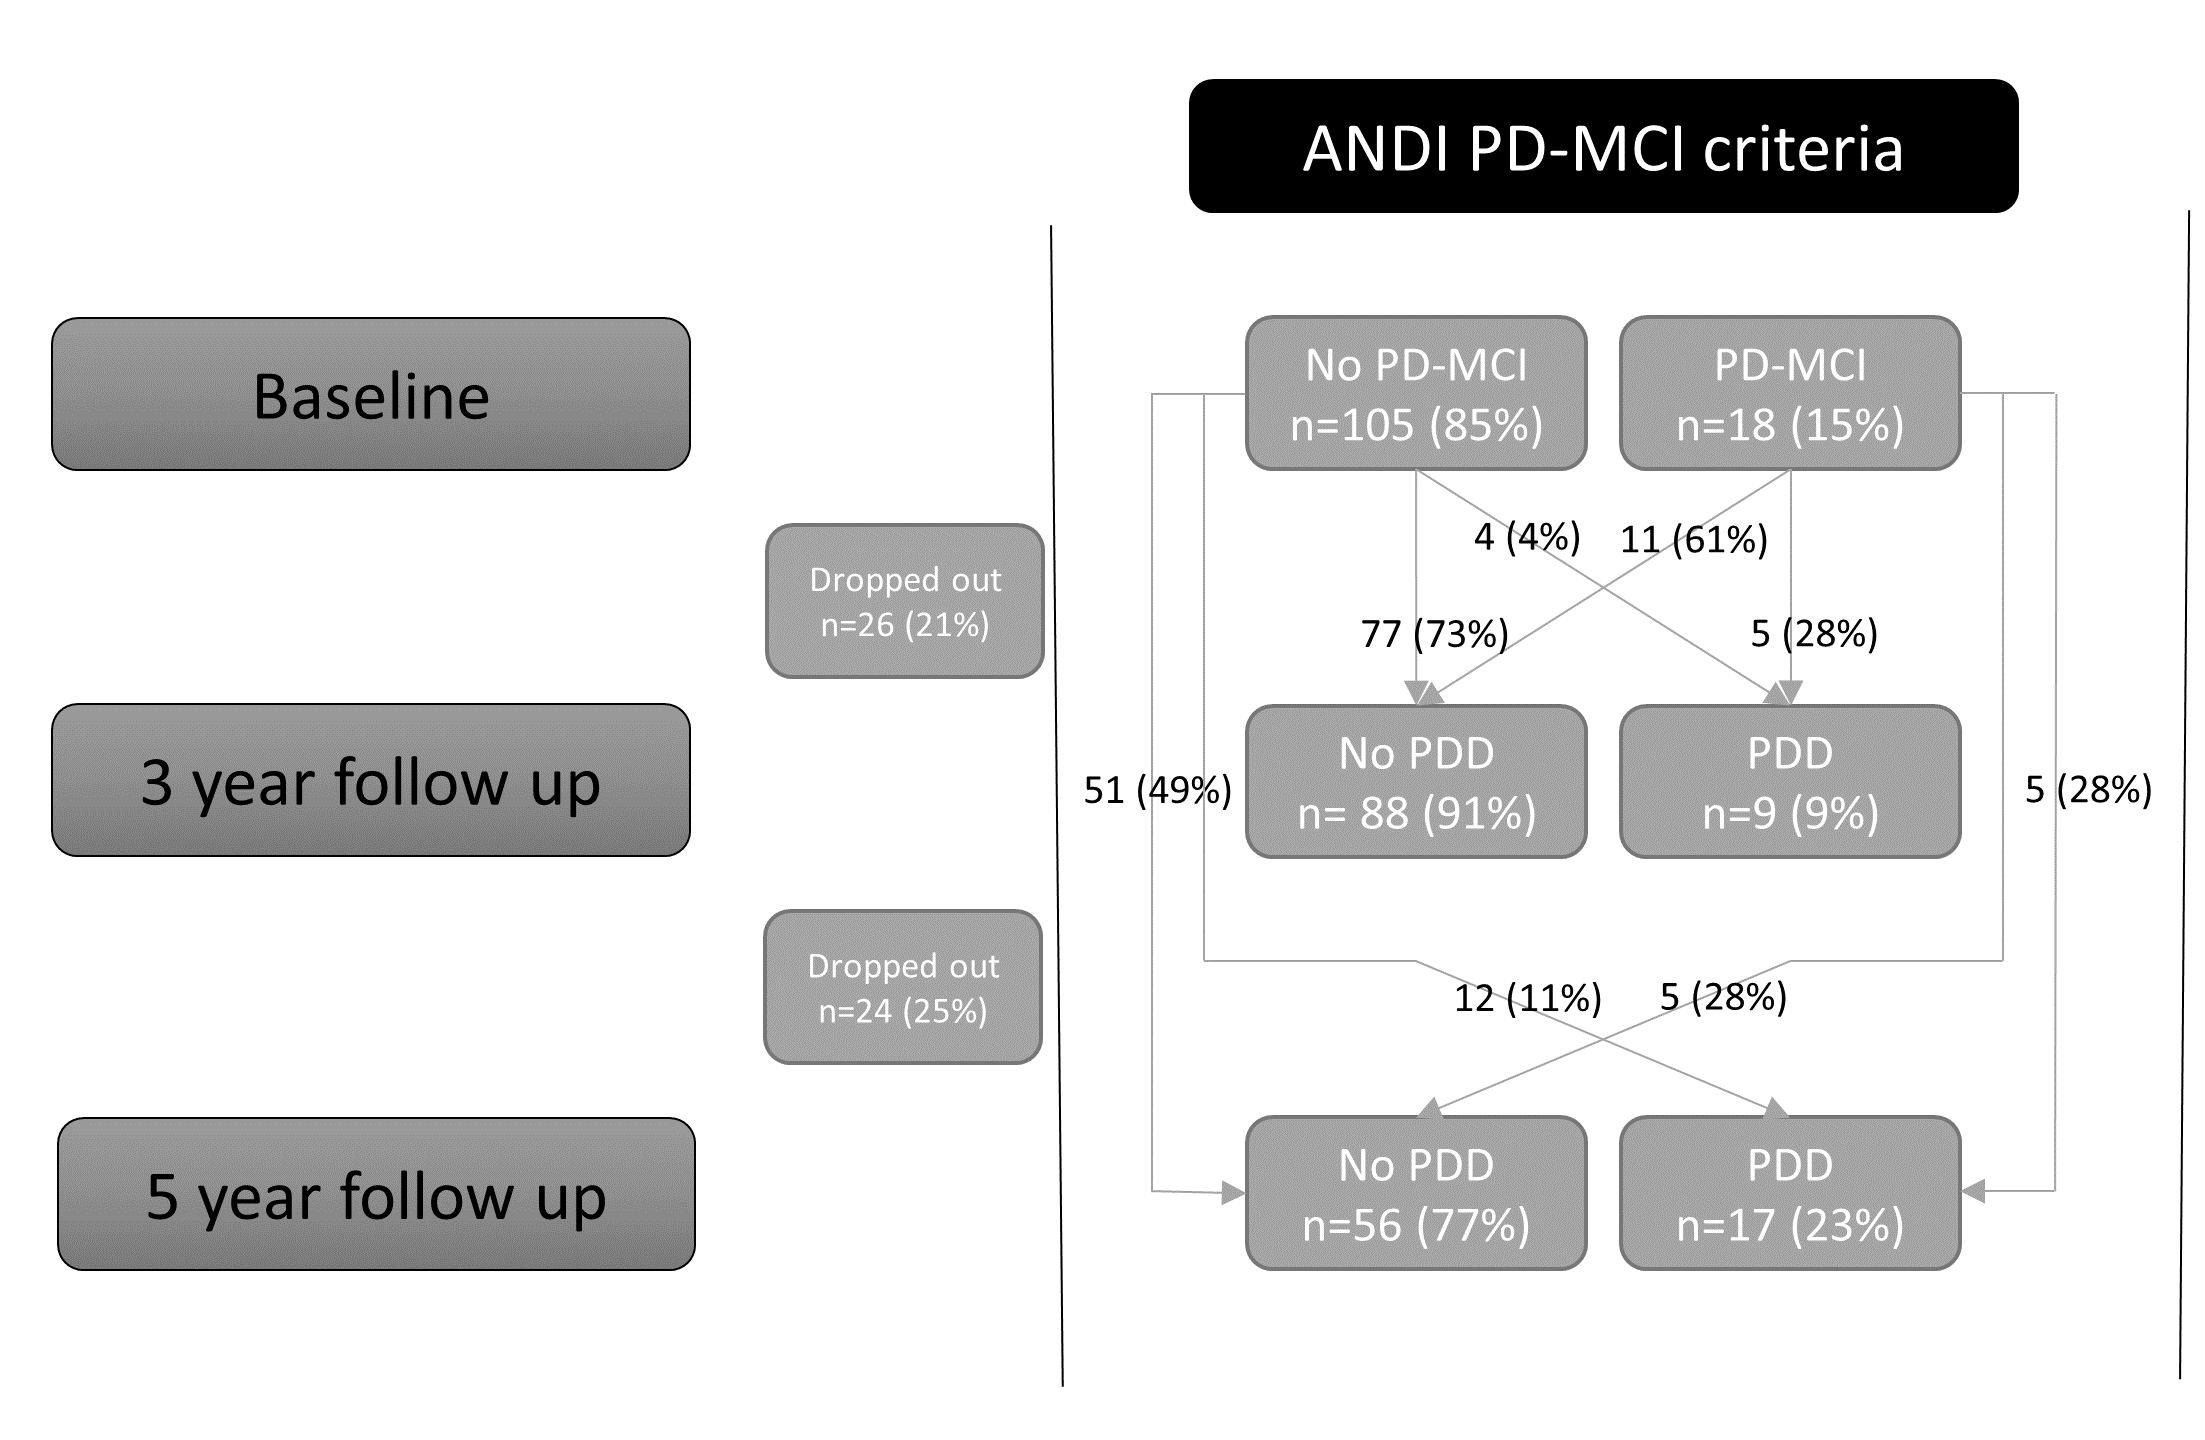 ANDI PD-MCI criteria
Baseline
No PD-MCI
n=105 (85%)
PD-MCI
n=18 (15%)
Dropped out
n=26 (21%)
4 (4%)
11 (61%)
77 (73%)
5 (28%)
3 year follow up
51 (49%)
No PDD
n= 88 (91%)
PDD
n=9 (9%)
5 (28%)
Dropped out
n=24 (25%)
12 (11%)
5 (28%)
5 year follow up
No PDD
n=56 (77%)
PDD
n=17 (23%)